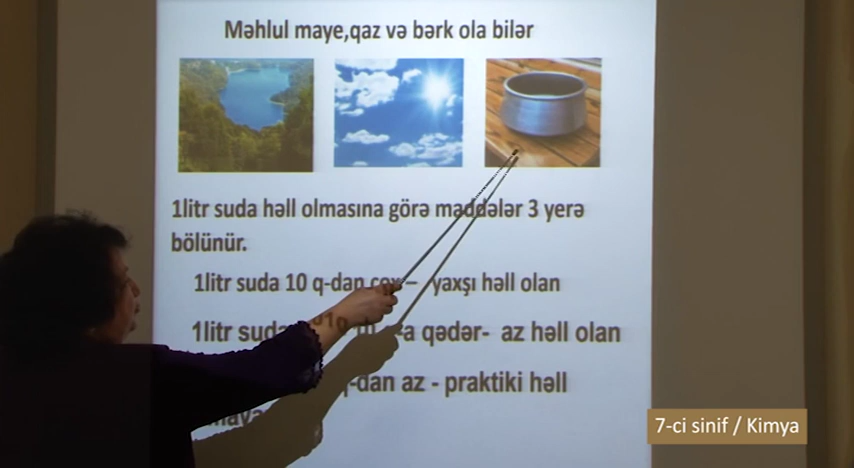 Məhlul maye,qaz və bərk ola bilər
1litr suda həll olmasına görə maddələr 3 yerə
bölünür.
1litr suda 10 q-dan çox – yaxşı həll olan
1litr suda qədər- az həll olan
q-dan az - praktiki həll
7-ci sinif / Kimya